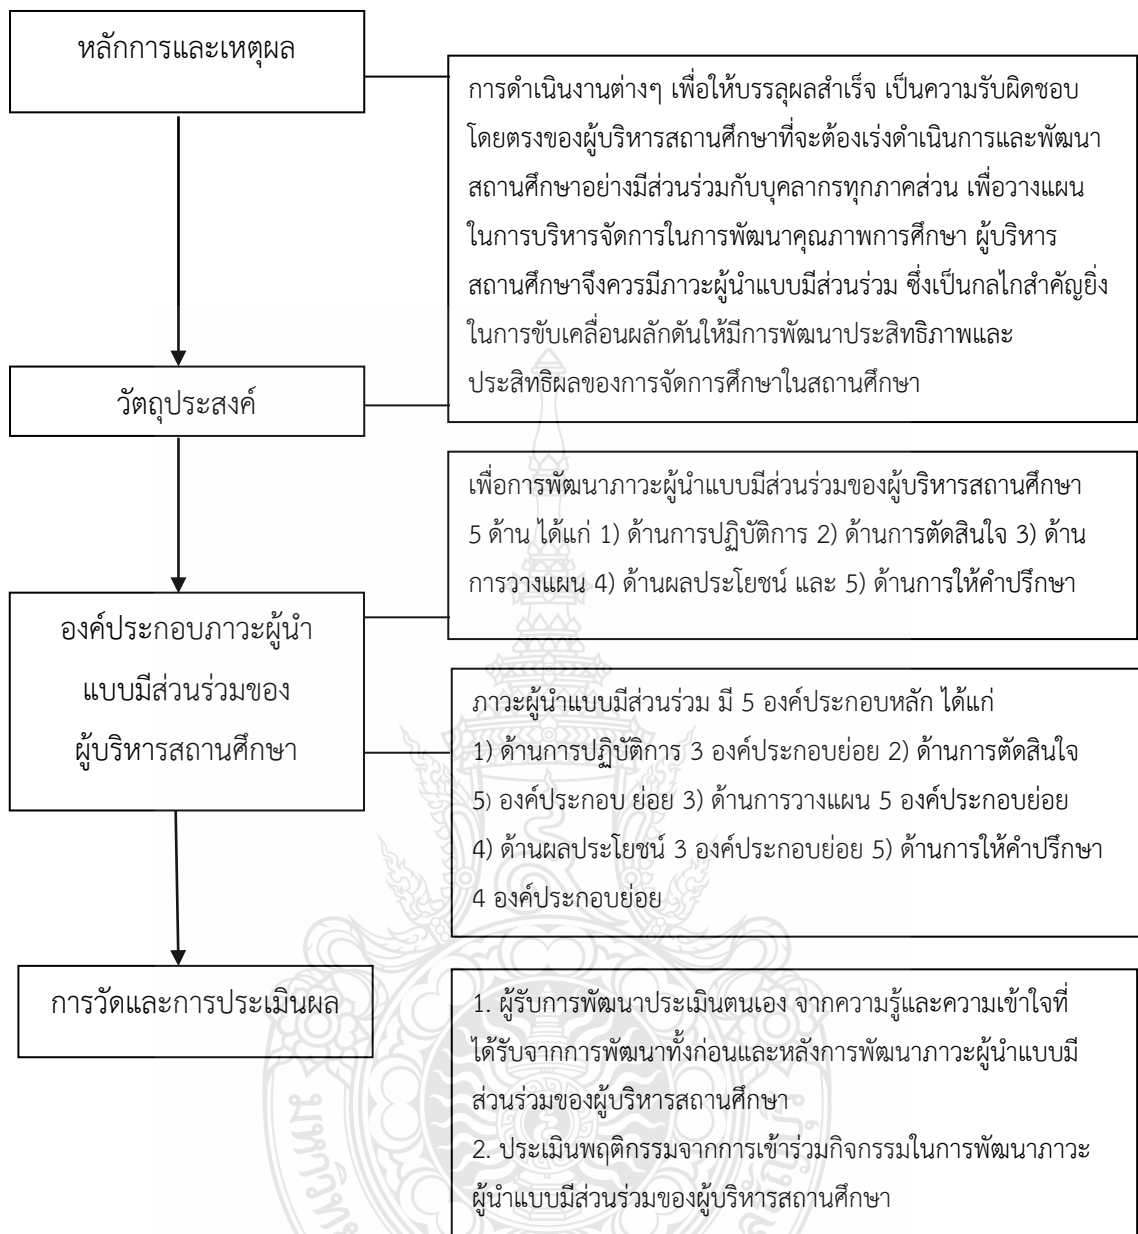 หลักการและเหตุผล
การดำเนินงานต่างๆ เพื่อให้บรรลุผลสำเร็จ เป็นความรับผิดชอบ
โดยตรงของผู้บริหารสถานศึกษาที่จะต้องเร่งดำเนินการและพัฒนา
สถานศึกษาอย่างมีส่วนร่วมกับบุคลากรทุกภาคส่วน เพื่อวางแผน
ในการบริหารจัดการในการพัฒนาคุณภาพการศึกษา ผู้บริหาร
สถานศึกษาจึงควรมีภาวะผู้นำแบบมีส่วนร่วม ซึ่งเป็นกลไกสำคัญยิ่ง
ในการขับเคลื่อนผลักดันให้มีการพัฒนาประสิทธิภาพและ
ประสิทธิผลของการจัดการศึกษาในสถานศึกษา
วัตถุประสงค์
เพื่อการพัฒนาภาวะผู้นำแบบมีส่วนร่วมของผู้บริหารสถานศึกษา
5 ด้าน ได้แก่ 1) ด้านการปฏิบัติการ 2) ด้านการตัดสินใจ 3) ด้าน
การวางแผน 4) ด้านผลประโยชน์ และ 5) ด้านการให้คำปรึกษา
องค์ประกอบภาวะผู้นำ
แบบมีส่วนร่วมของ
ผู้บริหารสถานศึกษา
ภาวะผู้นำแบบมีส่วนร่วม มี 5 องค์ประกอบหลัก ได้แก่
1) ด้านการปฏิบัติการ 3 องค์ประกอบย่อย 2) ด้านการตัดสินใจ
5) องค์ประกอบ ย่อย 3) ด้านการวางแผน 5 องค์ประกอบย่อย
4) ด้านผลประโยชน์ 3 องค์ประกอบย่อย 5) ด้านการให้คำปรึกษา
4 องค์ประกอบย่อย
การวัดและการประเมินผล
1. ผู้รับการพัฒนาประเมินตนเอง จากความรู้และความเข้าใจที่
ได้รับจากการพัฒนาทั้งก่อนและหลังการพัฒนาภาวะผู้นำแบบมี
ส่วนร่วมของผู้บริหารสถานศึกษา
2. ประเมินพฤติกรรมจากการเข้าร่วมกิจกรรมในการพัฒนาภาวะ
ผู้นำแบบมีส่วนร่วมของผู้บริหารสถานศึกษา